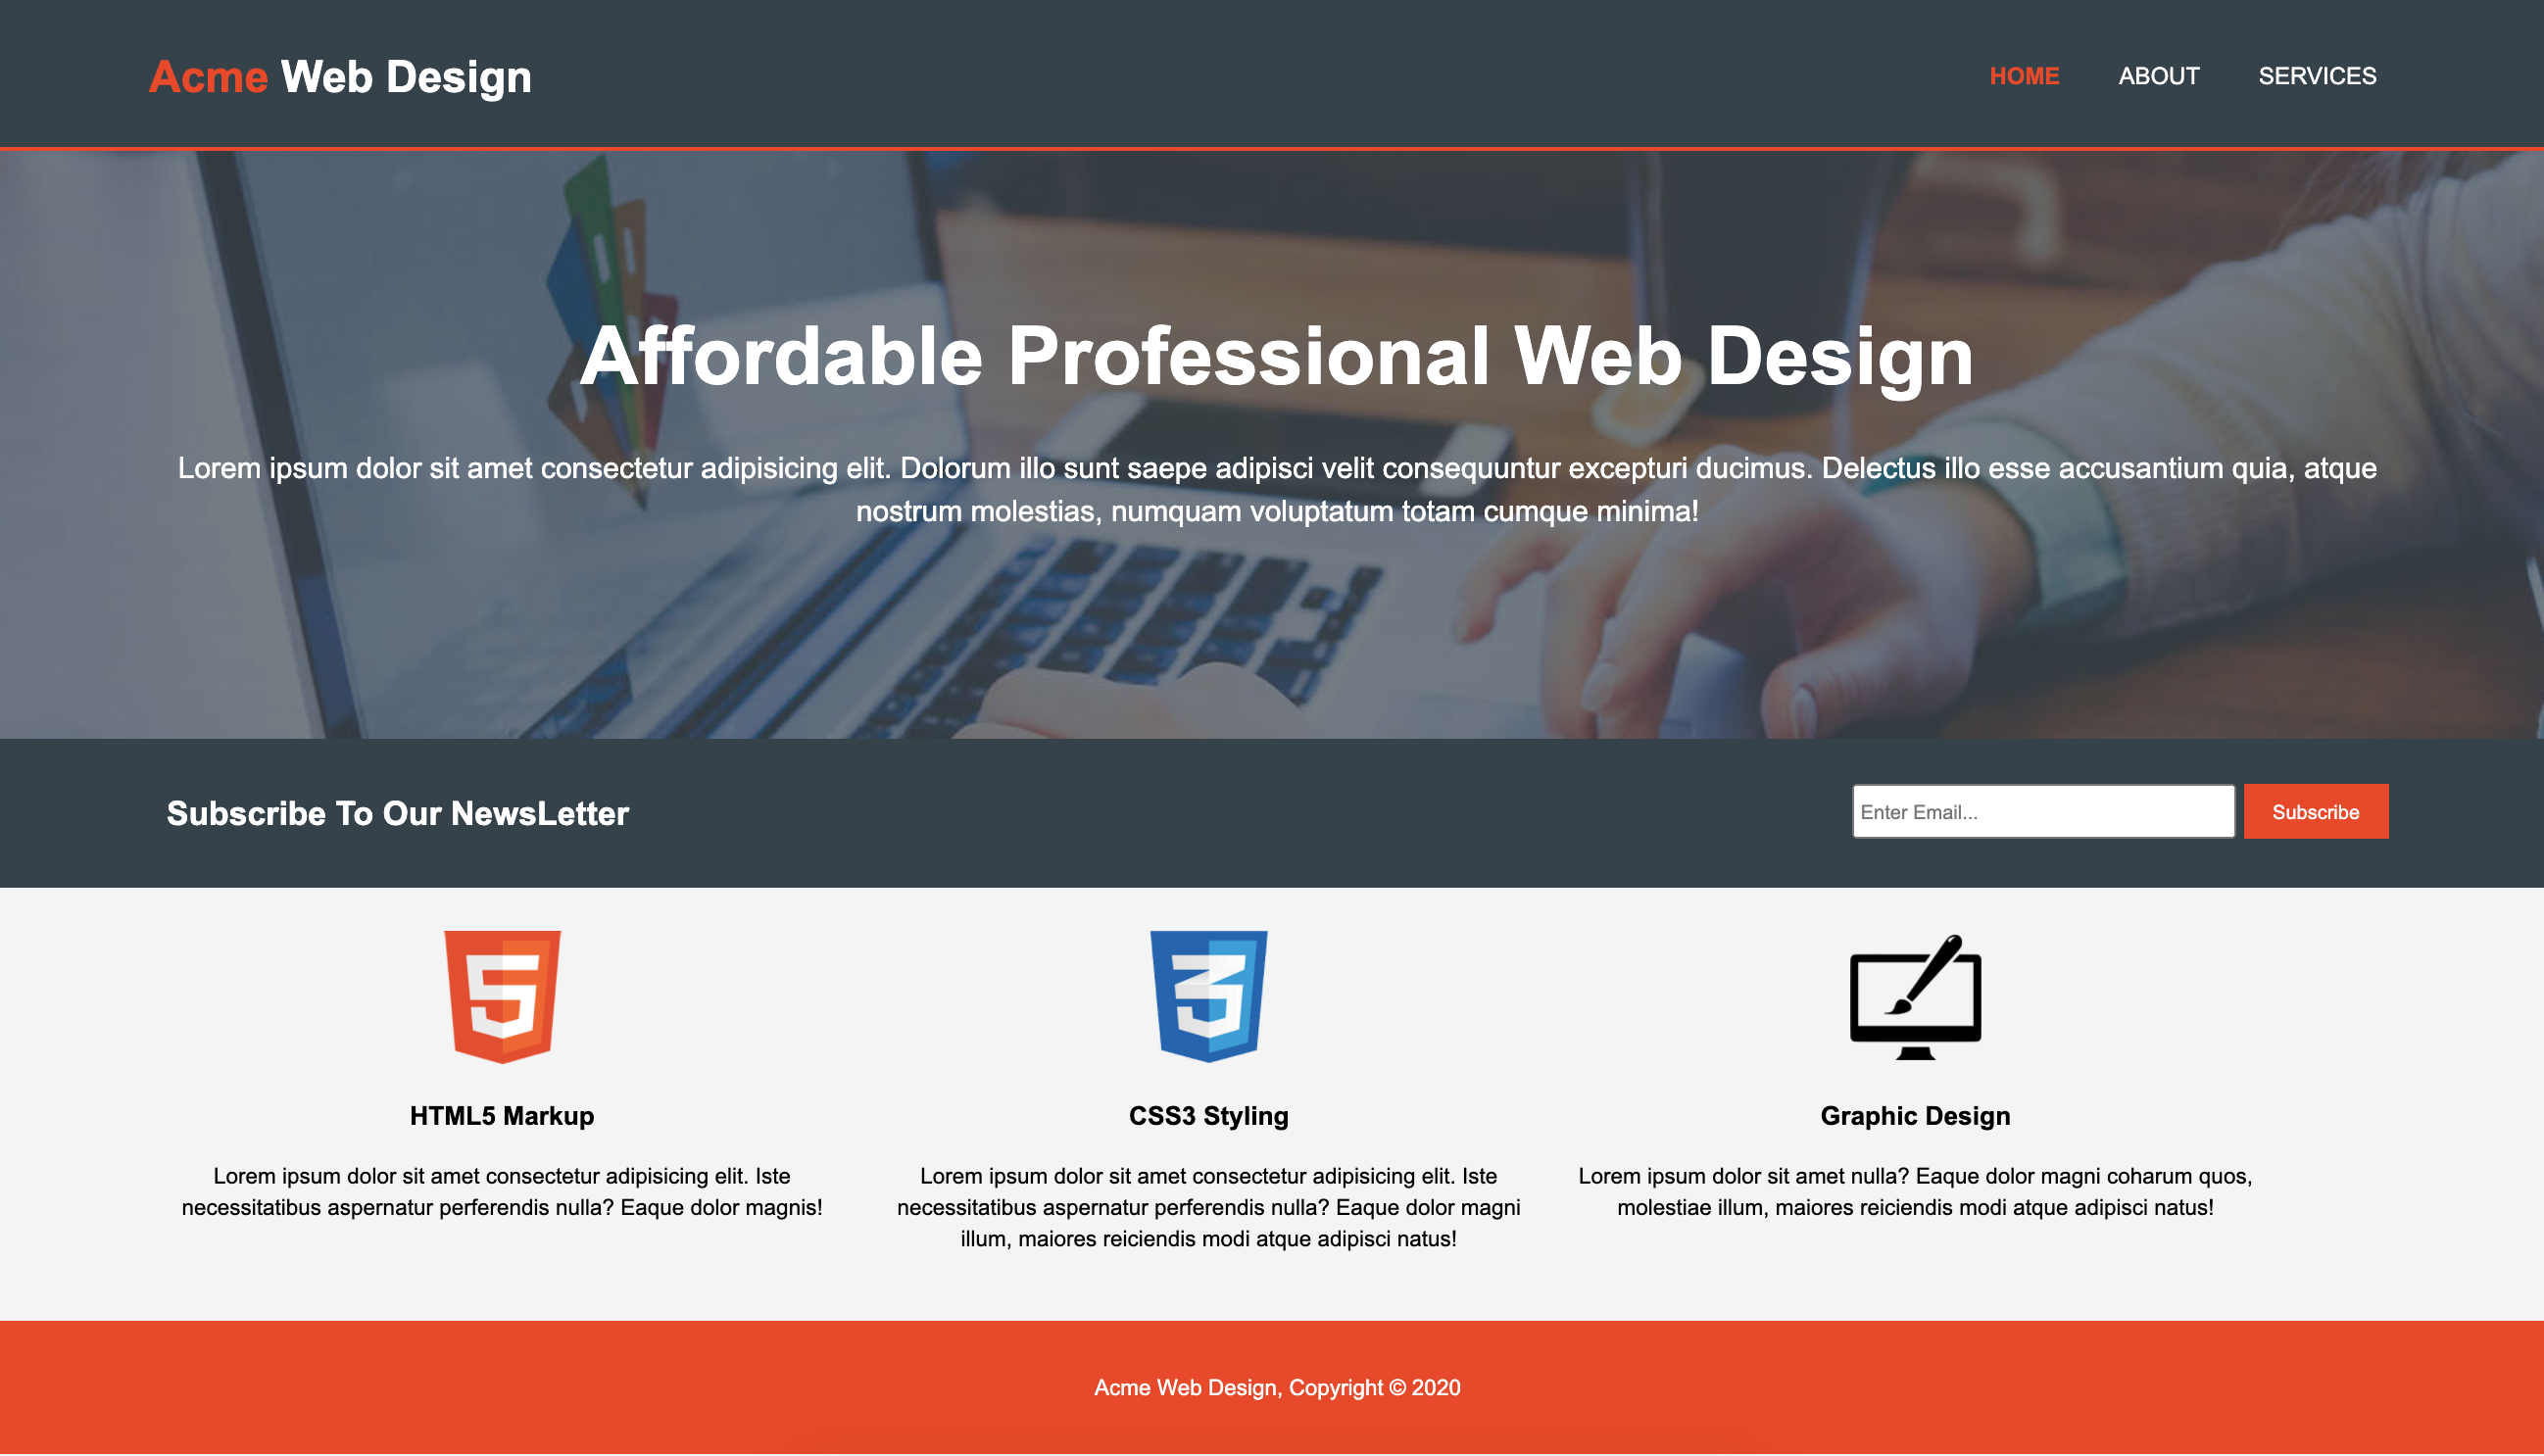 Acme Web Design
HOME ABOUT SERVICES
Affordable Professional Web Design
Lorem ipsum dolor sit amet consectetur adipisicing elit. Dolorum illo sunt saepe adipisci velit consequuntur excepturi ducimus. Delectus illo esse accusantium quia, atque
nostrum molestias, numquam voluptatum totam cumque minima!
Subscribe To Our NewsLetter
Enter Email...
Subscribe
HTML5 Markup
Lorem ipsum dolor sit amet consectetur adipisicing elit. Iste
necessitatibus aspernatur perferendis nulla? Eaque dolor magnis!
CSS3 Styling
Lorem ipsum dolor sit amet consectetur adipisicing elit. Iste
necessitatibus aspernatur perferendis nulla? Eaque dolor magni
illum, maiores reiciendis modi atque adipisci natus!
Graphic Design
Lorem ipsum dolor sit amet nulla? Eaque dolor magni coharum quos,
molestiae illum, maiores reiciendis modi atque adipisci natus!
Acme Web Design, Copyright © 2020